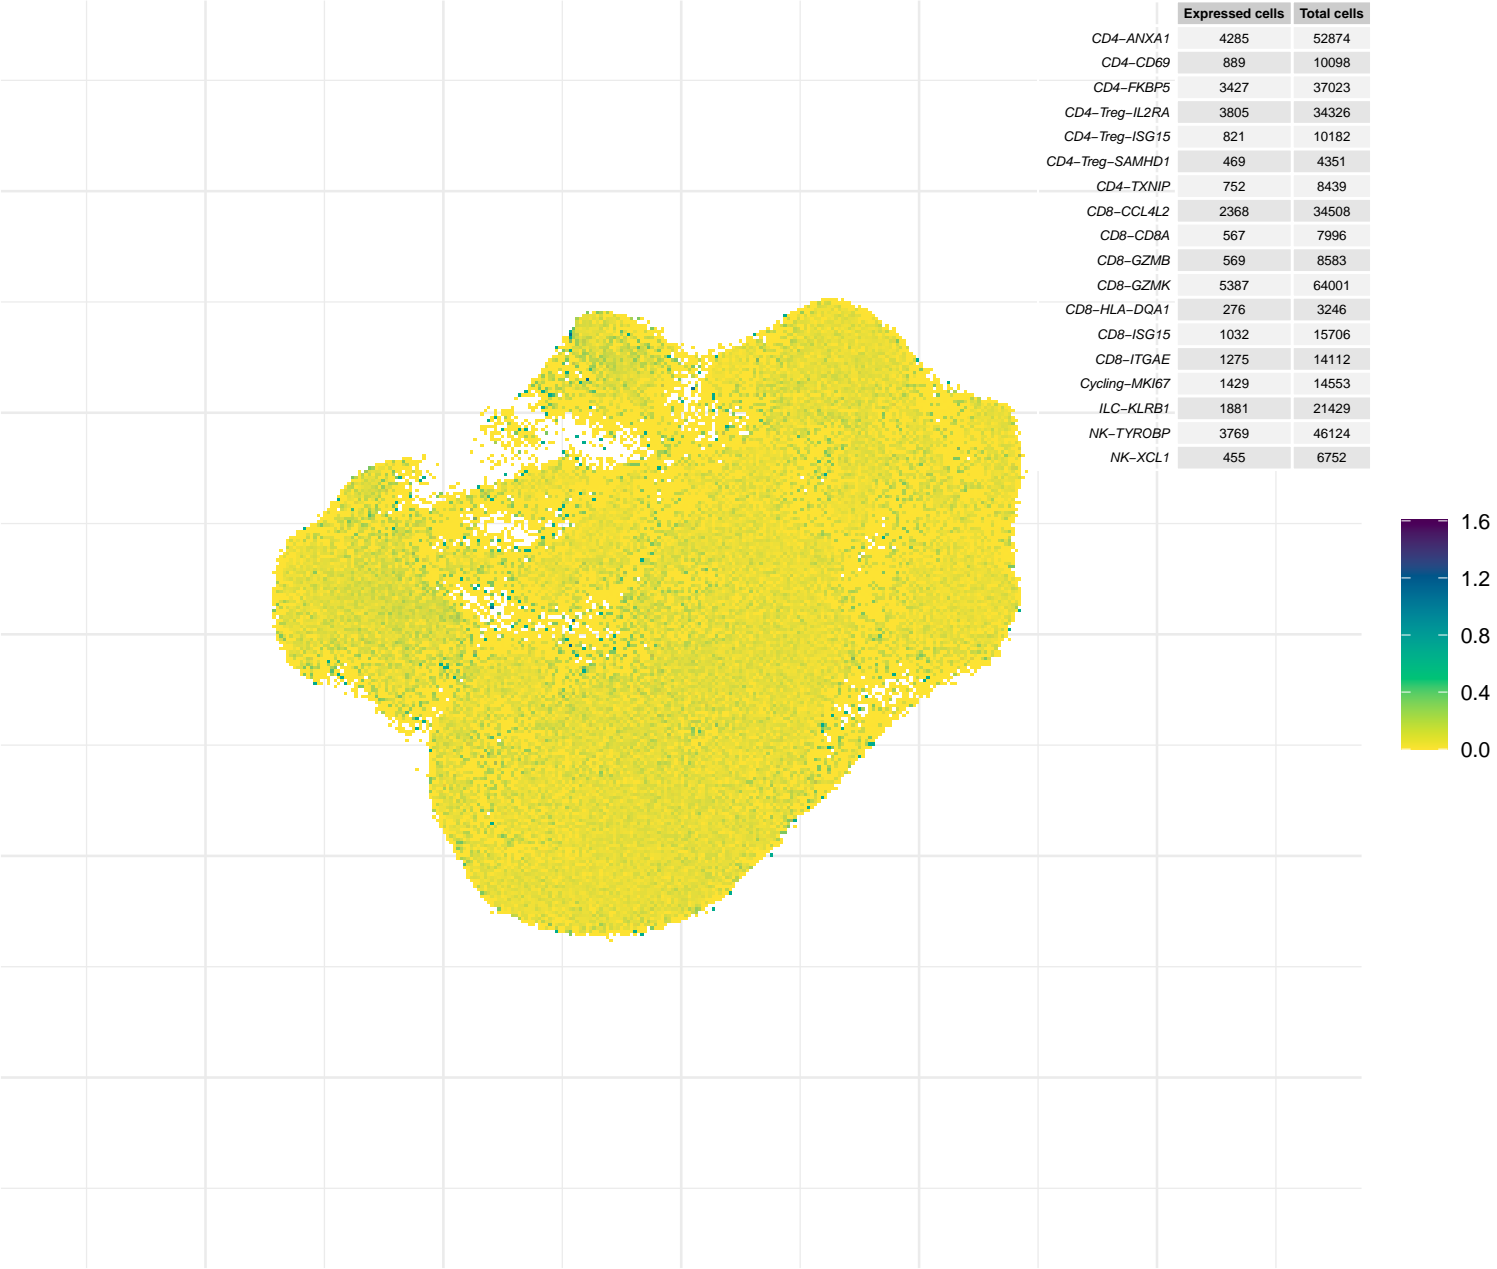 Expressed cells Total cells
CD4−ANXA1 4285 52874
CD4−CD69 889 10098
CD4−FKBP5 3427 37023
CD4−Treg−IL2RA 3805 34326
CD4−Treg−ISG15 821 10182
CD4−Treg−SAMHD1 469 4351
CD4−TXNIP 752 8439
CD8−CCL4L2 2368 34508
CD8−CD8A 567 7996
CD8−GZMB 569 8583
CD8−GZMK 5387 64001
CD8−HLA−DQA1 276 3246
CD8−ISG15 1032 15706
CD8−ITGAE 1275 14112
Cycling−MKI67 1429 14553
ILC−KLRB1 1881 21429
NK−TYROBP 3769 46124
NK−XCL1 455 6752
1.6
1.2
0.8
0.4
0.0